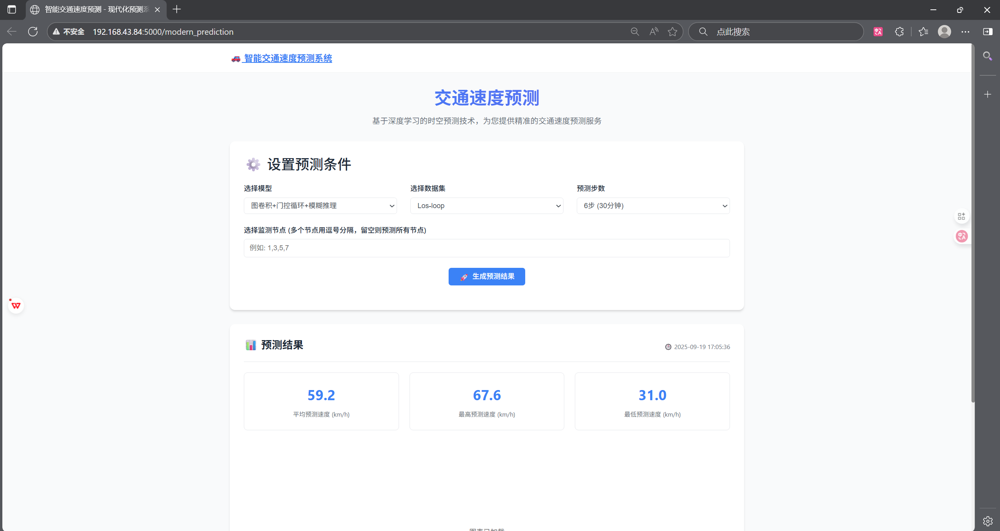 智能交通速度预测 - 现代化预测系
不安全 192.168.43.84:5000/modern_prediction
点此搜索
智能交通速度预测系统
交通速度预测
基于深度学习的时空预测技术，为您提供精准的交通速度预测服务
设置预测条件
选择模型
选择数据集
预测步数
图卷积+门控循环+模糊推理
Los-loop
6步 (30分钟)
选择监测节点 (多个节点用逗号分隔，留空则预测所有节点)
例如: 1,3,5,7
生成预测结果
预测结果
2025-09-19 17:05:36
59.2
平均预测速度 (km/h)
67.6
最高预测速度 (km/h)
31.0
最低预测速度 (km/h)